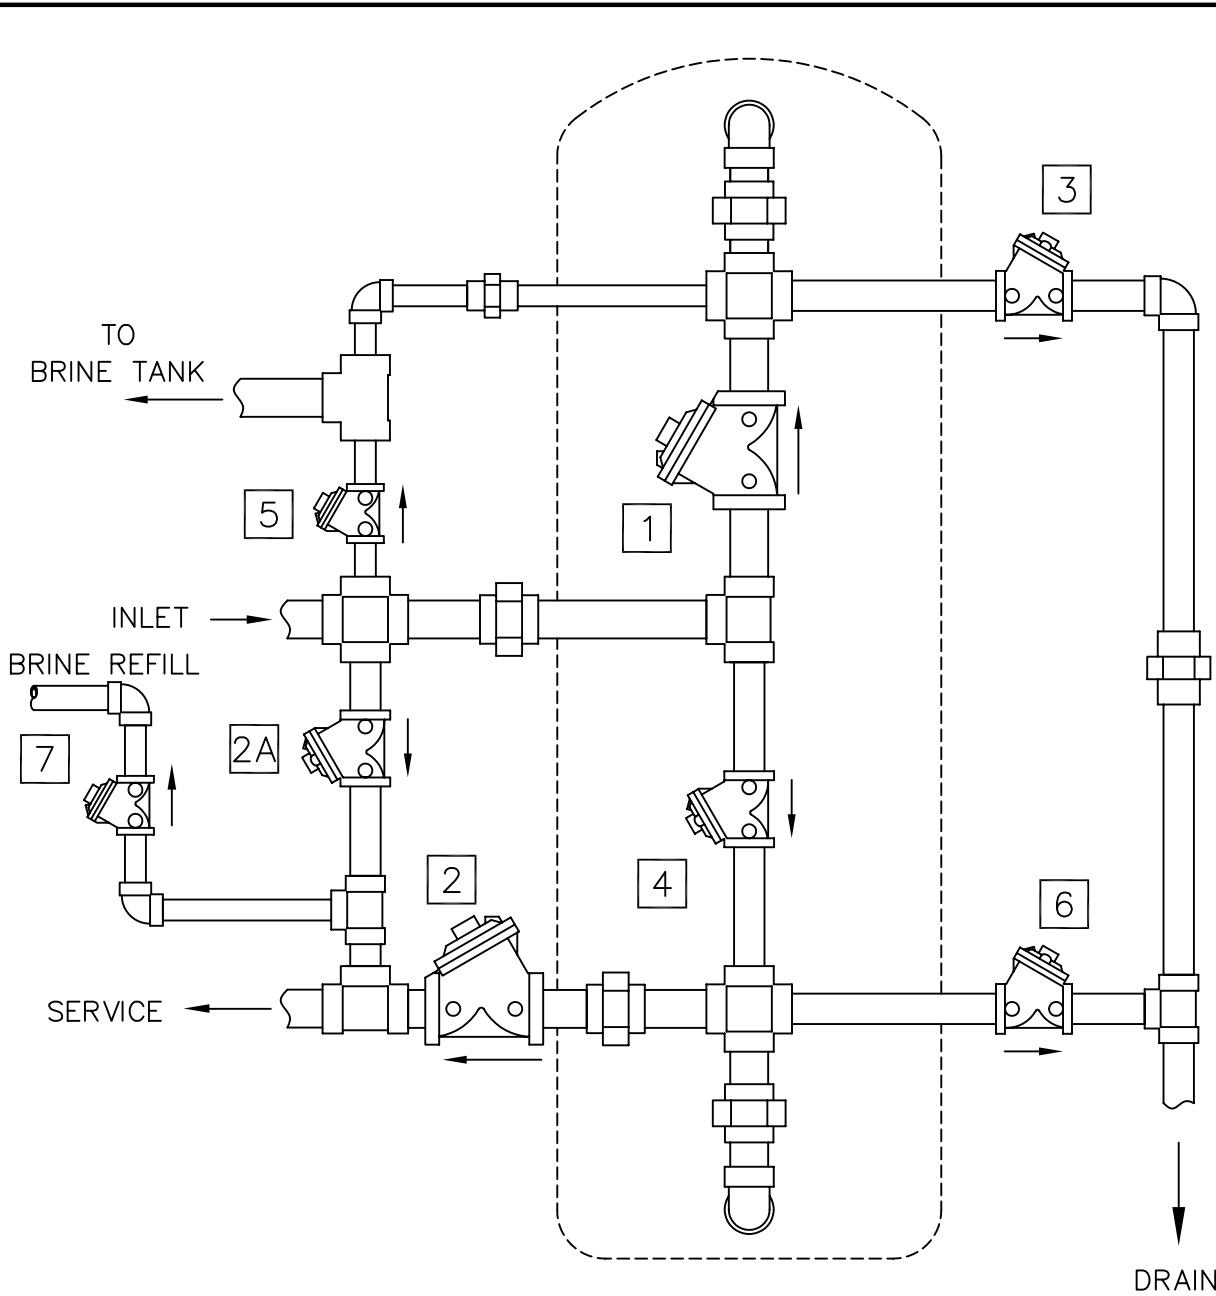 3
TO
BRINE TANK
5
1
INLET
BRINE REFILL
2A
7
2
4
6
SERVICE
DRAIN